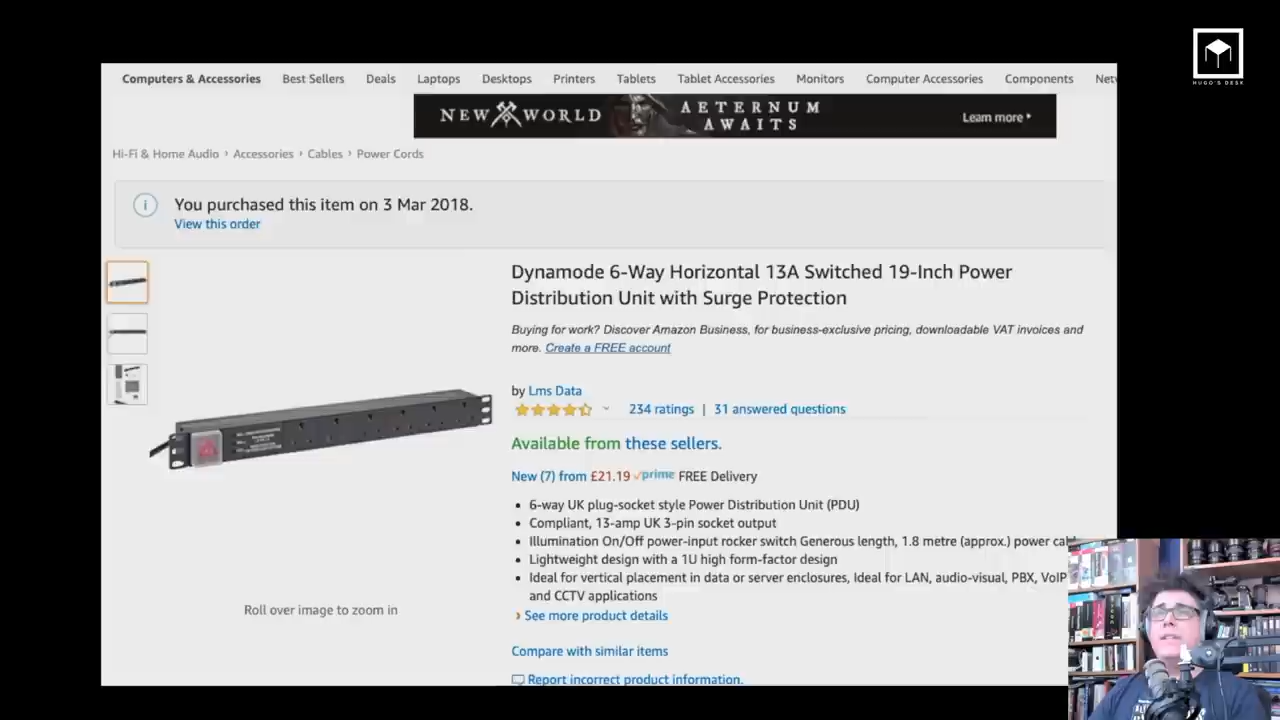 HUGO'S DESK
Computers & Accessories Best Sellers Deals Laptops Desktops Printers Tablets Tablet Accessories Monitors Computer Accessories Components
NEW WORLD AETERNUM AWAITS Learn more
Hi-Fi & Home Audio › Accessories › Cables › Power Cords
You purchased this item on 3 Mar 2018.
View this order
Dynamode 6-Way Horizontal 13A Switched 19-Inch Power
Distribution Unit with Surge Protection
Buying for work? Discover Amazon Business, for business-exclusive pricing, downloadable VAT invoices and
more. Create a FREE account
by Lms Data
234 ratings | 31 answered questions
Available from these sellers.
New (7) from £21.19 prime FREE Delivery
• 6-way UK plug-socket style Power Distribution Unit (PDU)
• Compliant, 13-amp UK 3-pin socket output
• Illumination On/Off power-input rocker switch Generous length, 1.8 metre (approx.) power
• Lightweight design with a 1U high form-factor design
• Ideal for vertical placement in data or server enclosures, Ideal for LAN, audio-visual, PBX, VoIP
and CCTV applications
› See more product details
Roll over image to zoom in
Compare with similar items
Report incorrect product information.